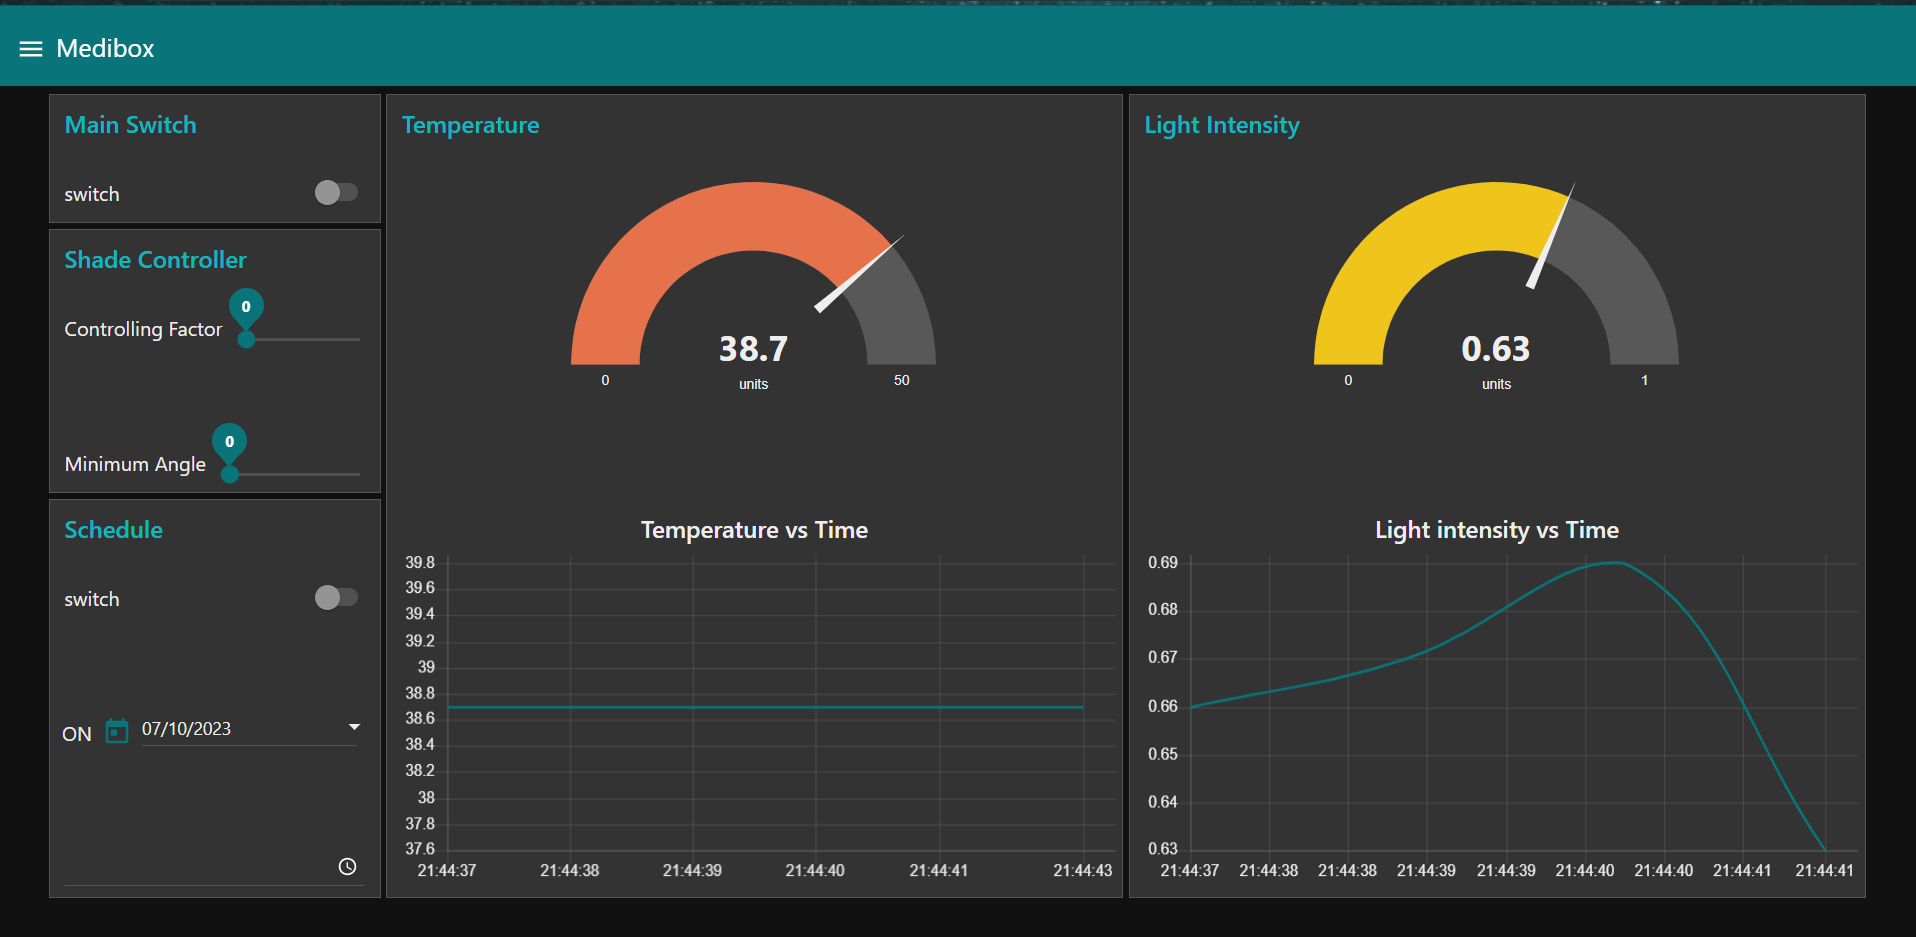 Medibox
Main Switch
switch
Shade Controller
0
Controlling Factor
0
Minimum Angle
Schedule
switch
ON 07/10/2023
Temperature
38.7
units
0 50
Temperature vs Time
39.8
39.6
39.4
39.2
39
38.8
38.6
38.4
38.2
38
37.8
37.6
21:44:37 21:44:38 21:44:39 21:44:40 21:44:41 21:44:43
Light Intensity
0.63
units
0 1
Light intensity vs Time
0.69
0.68
0.67
0.66
0.65
0.64
0.63
21:44:37 21:44:38 21:44:38 21:44:39 21:44:39 21:44:40 21:44:40 21:44:41 21:44:41